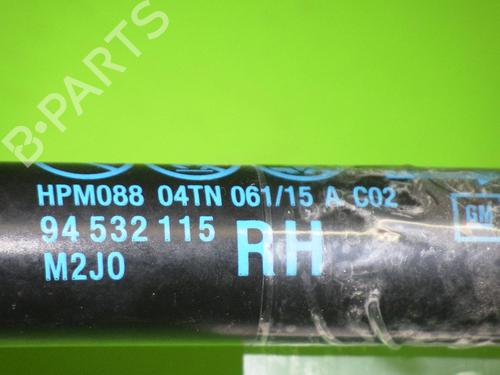 B-PARTS
HPM088 04TN 061/15 A C02
94 532 115
RH
GM
M2J0